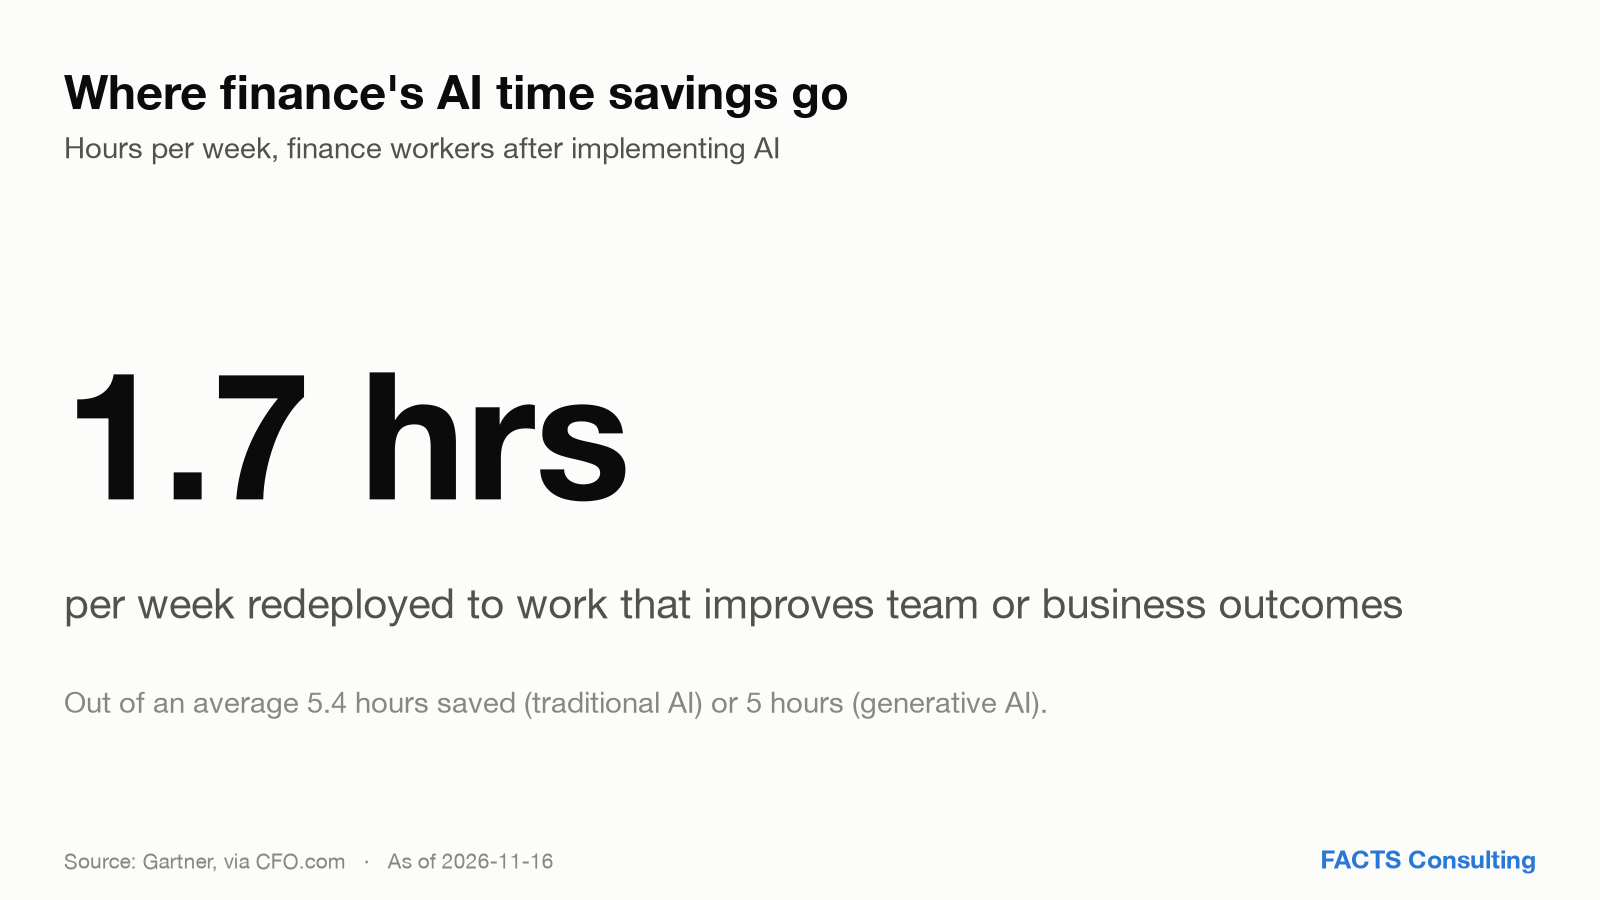 Where finance's AI time savings go
Hours per week, finance workers after implementing AI
1.7 hrs
per week redeployed to work that improves team or business outcomes
Out of an average 5.4 hours saved (traditional AI) or 5 hours (generative AI).
Source: Gartner, via CFO.com · As of 2026-11-16
FACTS Consulting